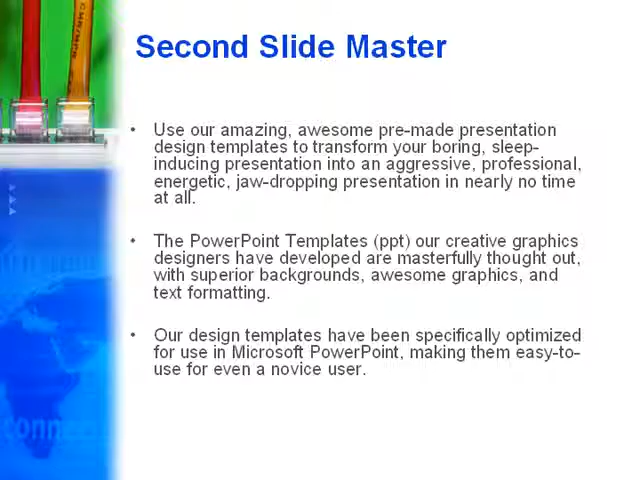 Second Slide Master
• Use our amazing, awesome pre-made presentation
design templates to transform your boring, sleep-
inducing presentation into an aggressive, professional,
energetic, jaw-dropping presentation in nearly no time
at all.
• The PowerPoint Templates (ppt) our creative graphics
designers have developed are masterfully thought out,
with superior backgrounds, awesome graphics, and
text formatting.
• Our design templates have been specifically optimized
for use in Microsoft PowerPoint, making them easy-to-
use for even a novice user.
connec